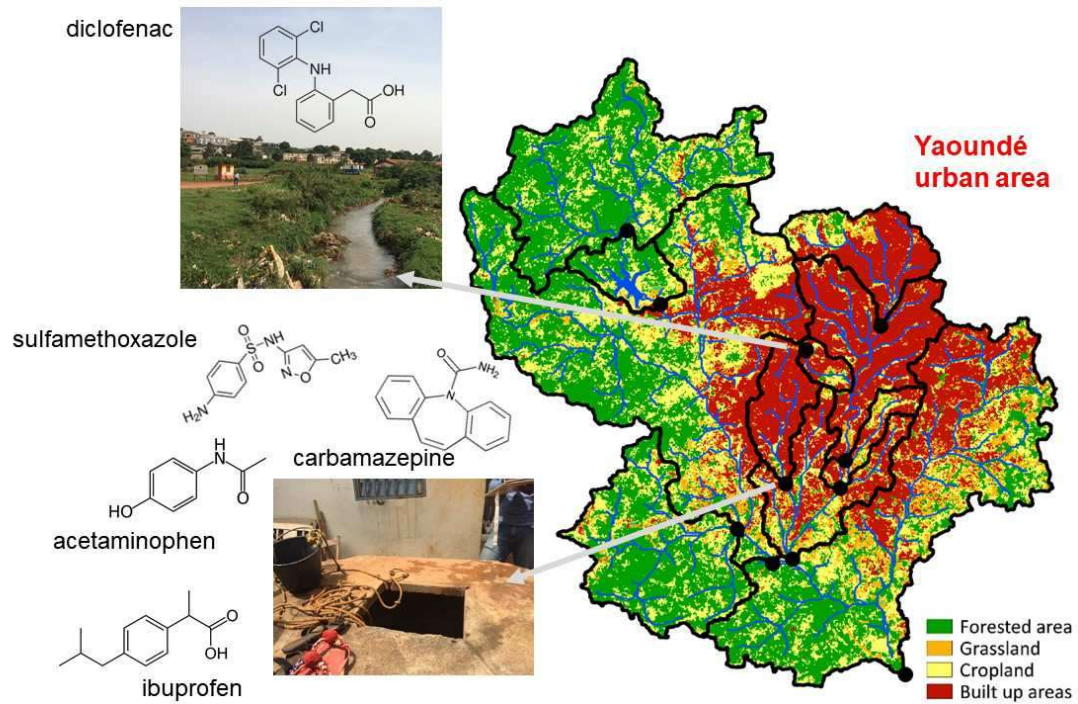 diclofenac
Cl
NH
Cl
OH
O
Yaoundé
urban area
sulfamethoxazole
O
NH
S
O
N
O
CH3
H2N
O
NH2
N
carbamazepine
H
N
O
HO
acetaminophen
O
OH
ibuprofen
Forested area
Grassland
Cropland
Built up areas